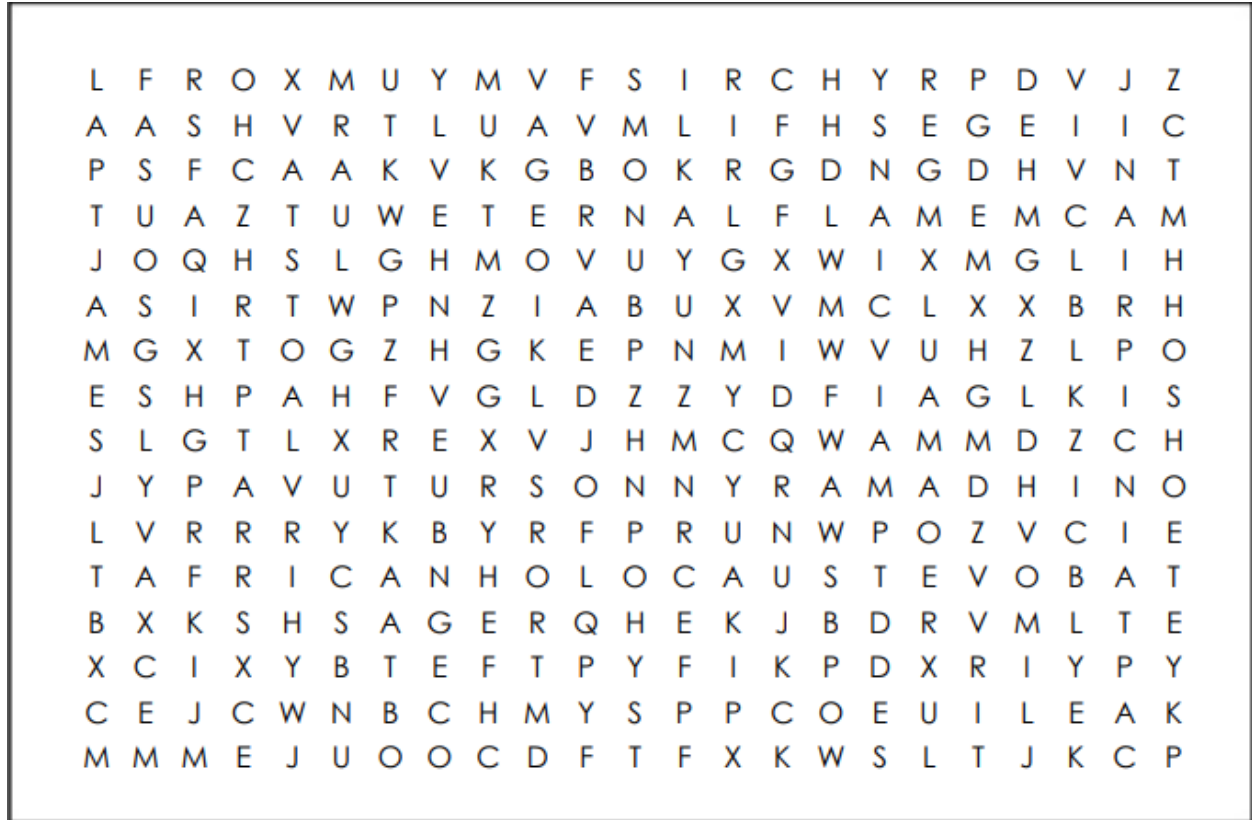 L F R O X M U Y M V F S I R C H Y R P D V J Z
A A S H V R T L U A V M L I F H S E G E I I C
P S F C A A K V K G B O K R G D N G D H V N T
T U A Z T U W E T E R N A L F L A M E M C A M
J O Q H S L G H M O V U Y G X W I X M G L I H
A S I R T W P N Z I A B U X V M C L X X B R H
M G X T O G Z H G K E P N M I W V U H Z L P O
E S H P A H F V G L D Z Z Y D F I A G L K I S
S L G T L X R E X V J H M C Q W A M M D Z C H
J Y P A V U T U R S O N N Y R A M A D H I N O
L V R R R Y K B Y R F P R U N W P O Z V C I E
T A F R I C A N H O L O C A U S T E V O B A T
B X K S H S A G E R Q H E K J B D R V M L T E
X C I X Y B T E F T P Y F I K P D X R I Y P Y
C E J C W N B C H M Y S P P C O E U I L E A K
M M M E J U O O C D F T F X K W S L T J K C P